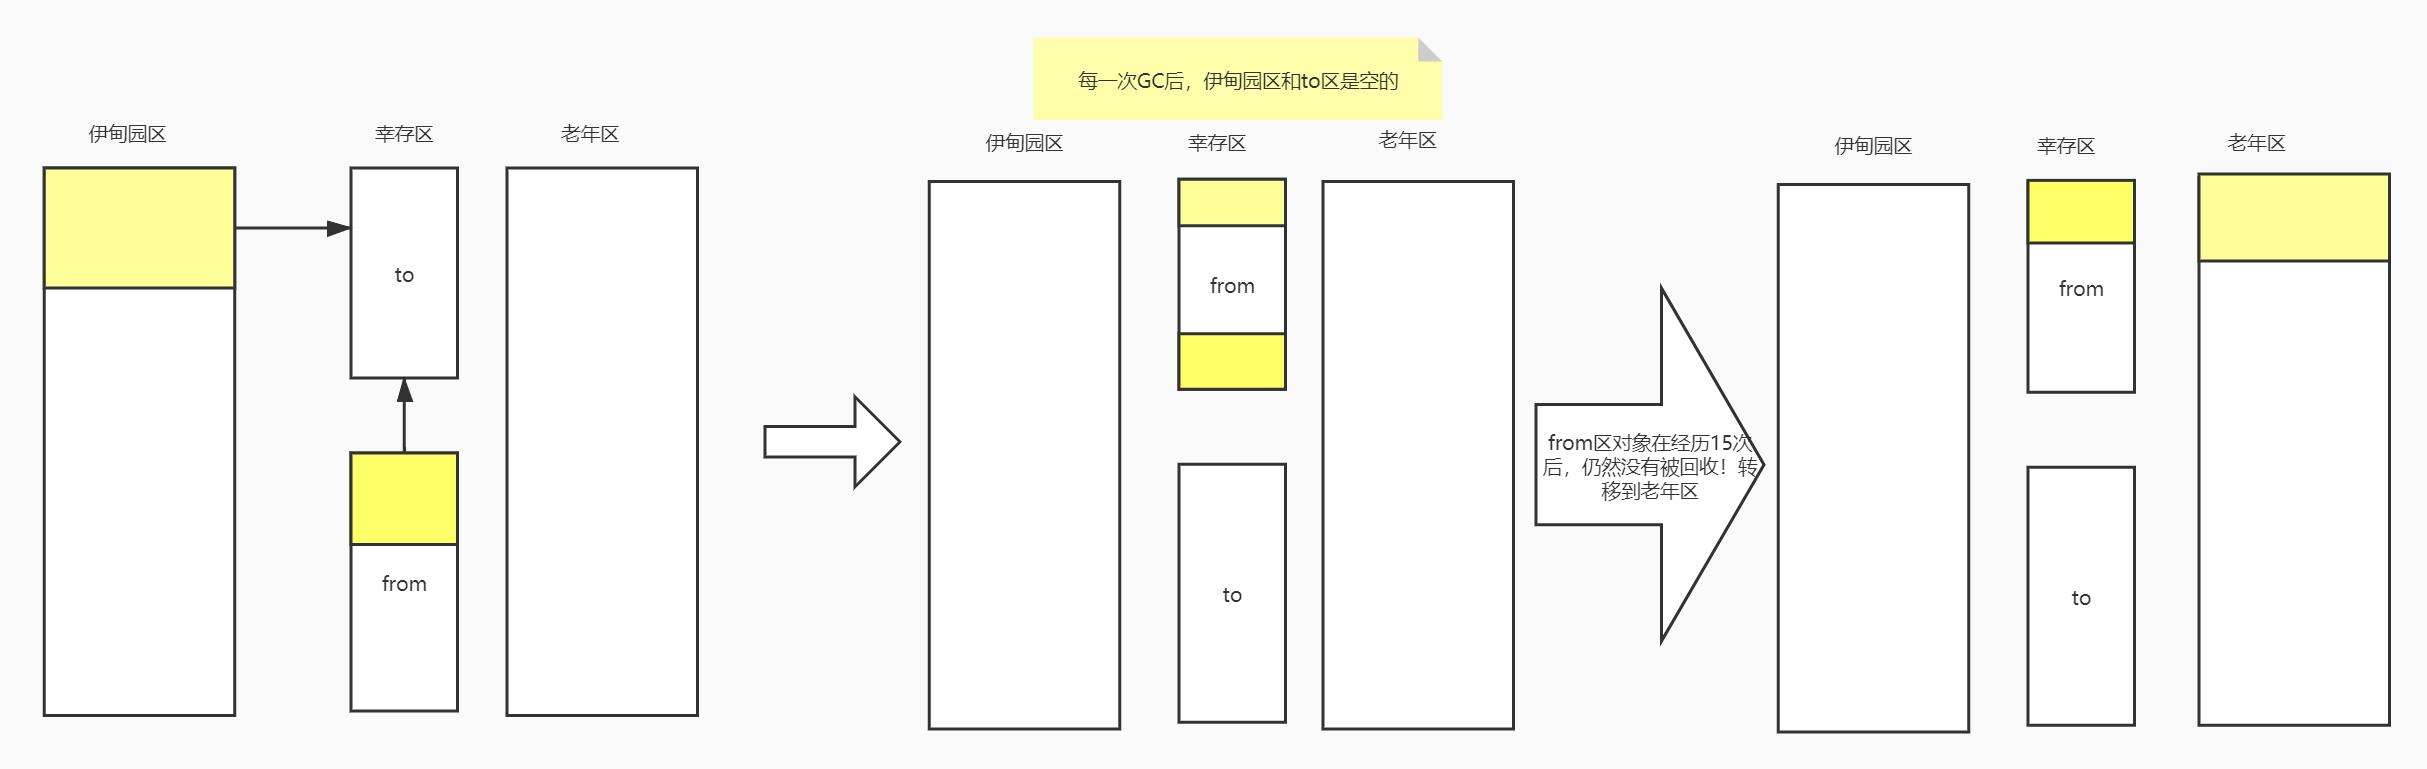 每一次GC后，伊甸园区和to区是空的
伊甸园区
幸存区
老年区
to
from
伊甸园区
幸存区
老年区
from
to
from区对象在经历15次
后，仍然没有被回收！转
移到老年区
伊甸园区
幸存区
老年区
from
to